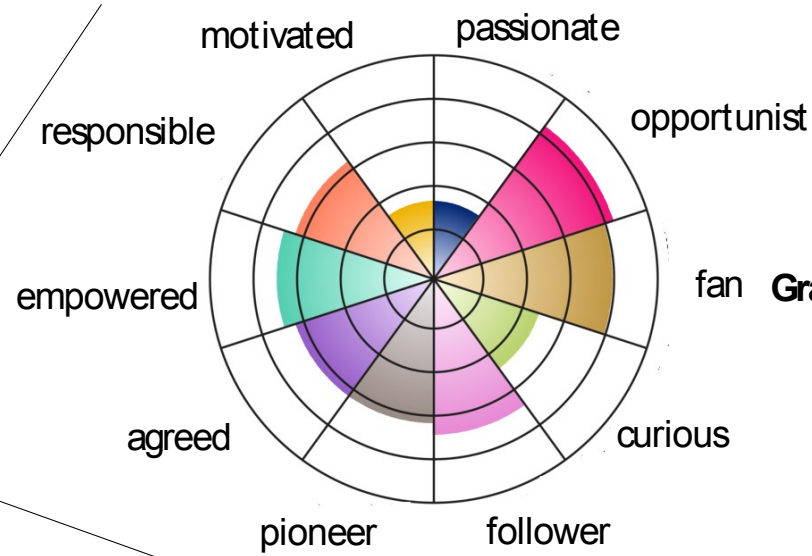 motivated
passionate
responsible
opportunist
empowered
fan
agreed
curious
pioneer
follower